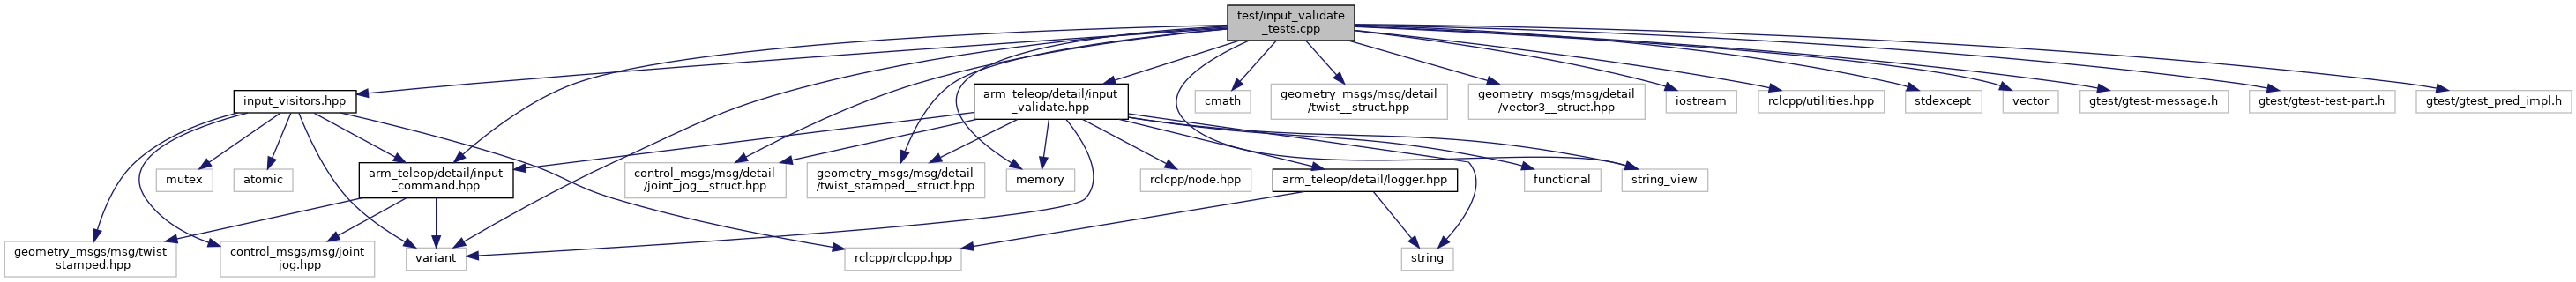 test/input_validate
_tests.cpp
input_visitors.hpp
arm_teleop/detail/input
_validate.hpp
cmath
geometry_msgs/msg/detail
/twist__struct.hpp
geometry_msgs/msg/detail
/vector3__struct.hpp
iostream
rclcpp/utilities.hpp
stdexcept
vector
gtest/gtest-message.h
gtest/gtest-test-part.h
gtest/gtest_pred_impl.h
mutex
atomic
arm_teleop/detail/input
_command.hpp
control_msgs/msg/detail
/joint_jog__struct.hpp
geometry_msgs/msg/detail
/twist_stamped__struct.hpp
memory
rclcpp/node.hpp
arm_teleop/detail/logger.hpp
functional
string_view
geometry_msgs/msg/twist
_stamped.hpp
control_msgs/msg/joint
_jog.hpp
variant
rclcpp/rclcpp.hpp
string